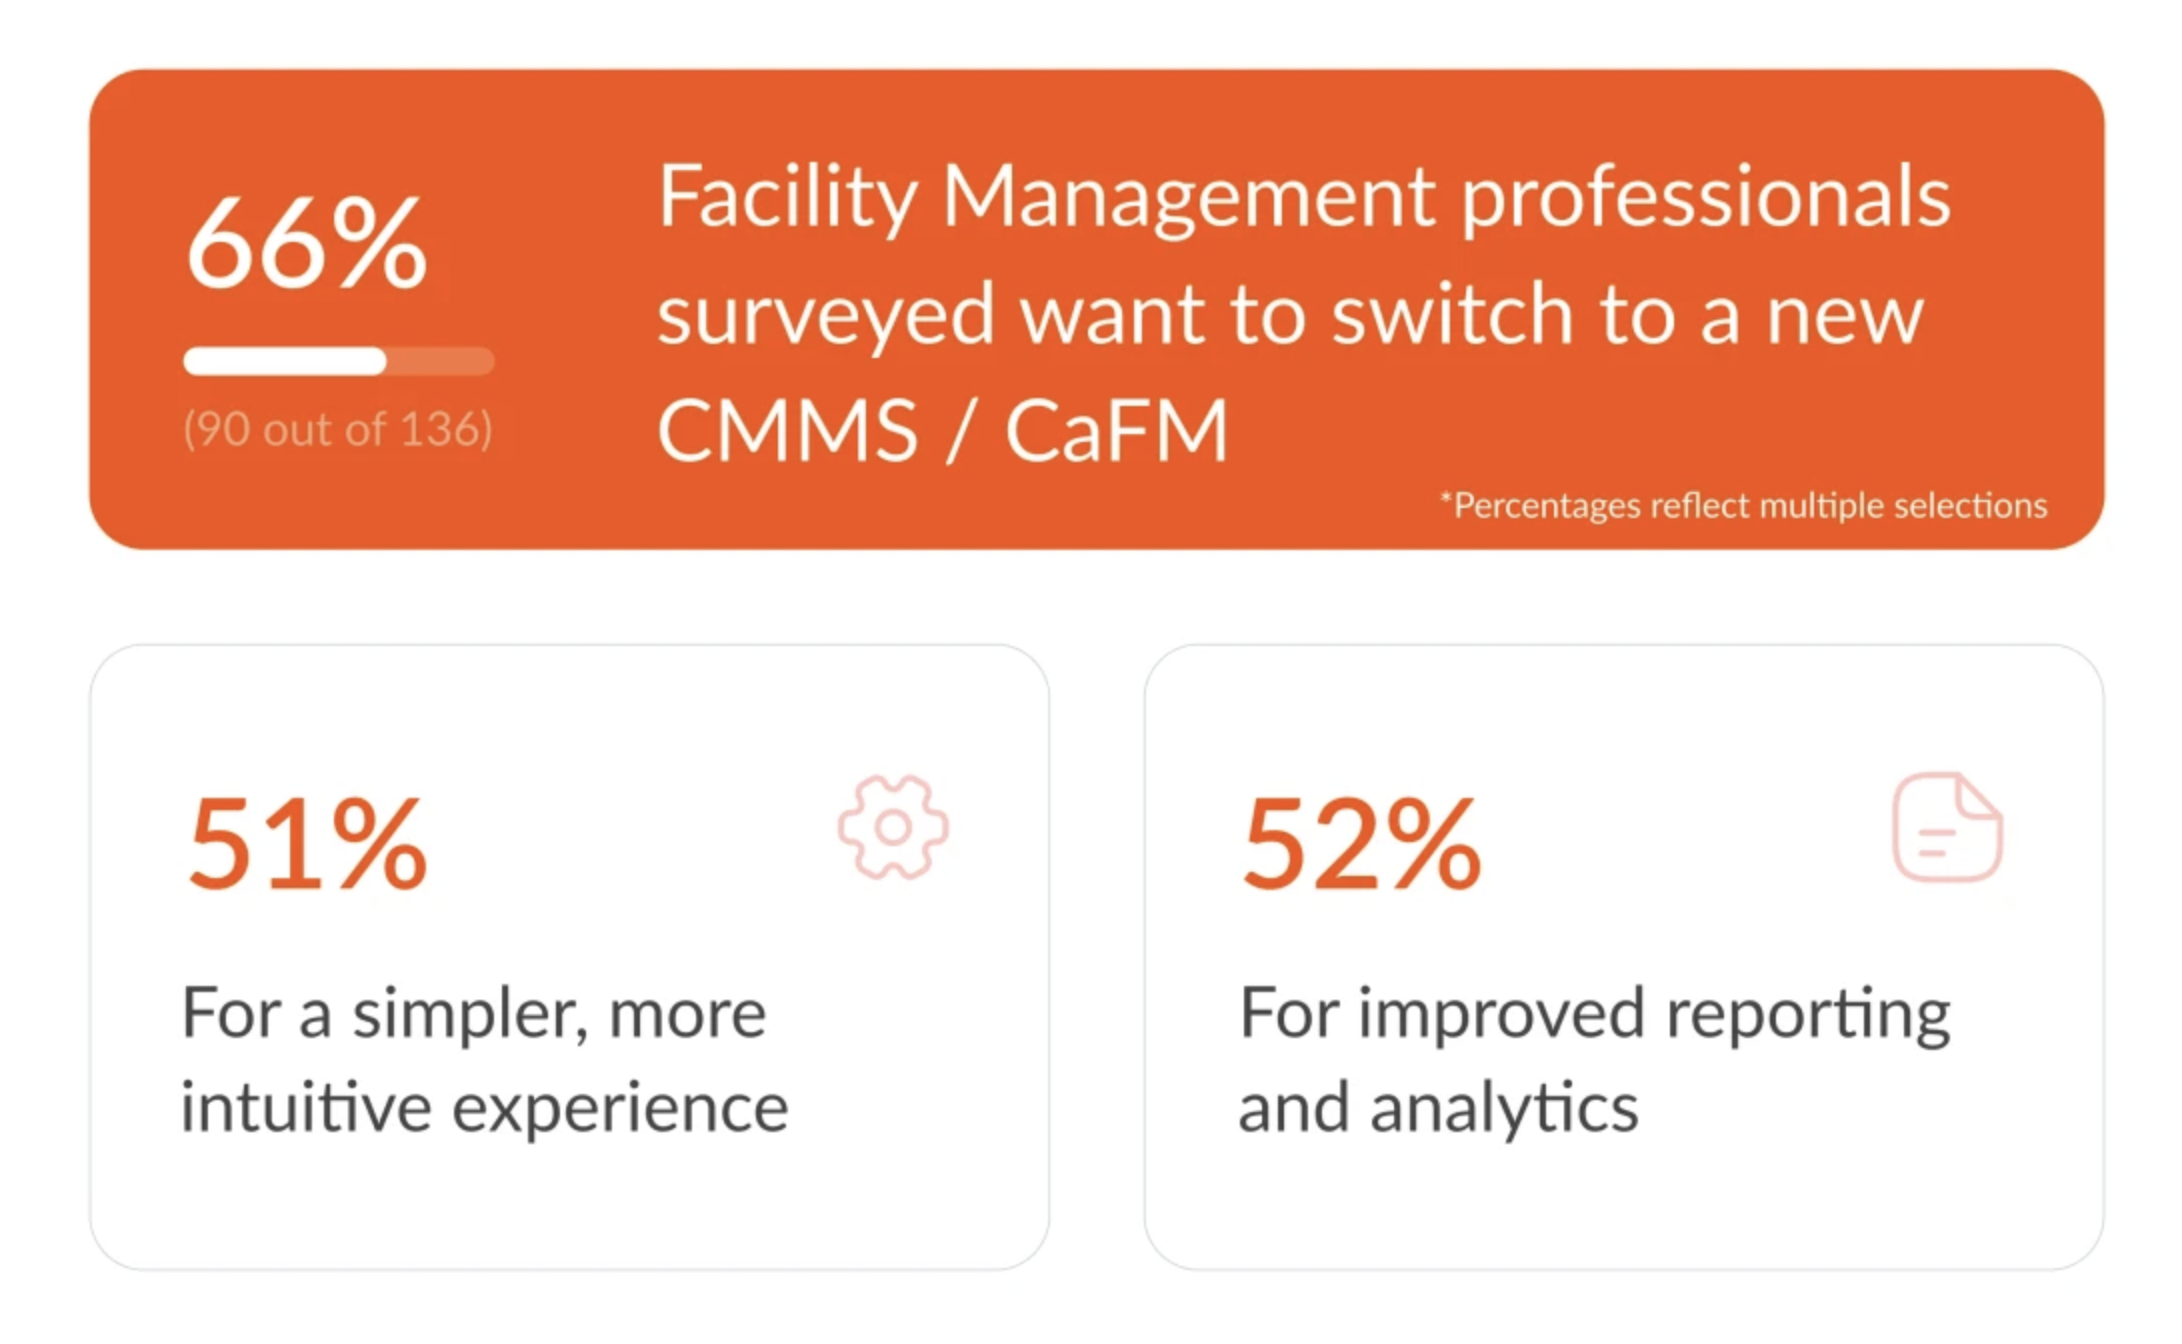 66%
(90 out of 136)
Facility Management professionals
surveyed want to switch to a new
CMMS / CaFM
*Percentages reflect multiple selections
51%
For a simpler, more
intuitive experience
52%
For improved reporting
and analytics